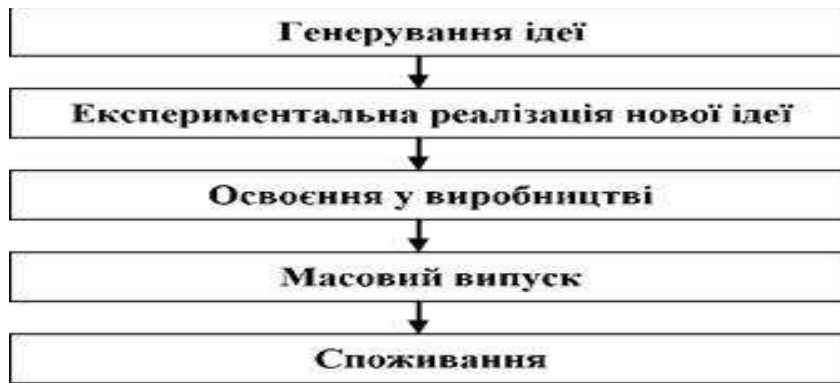 Генерування ідеї
Експериментальна реалізація нової ідеї
Освоєння у виробництві
Масовий випуск
Споживання